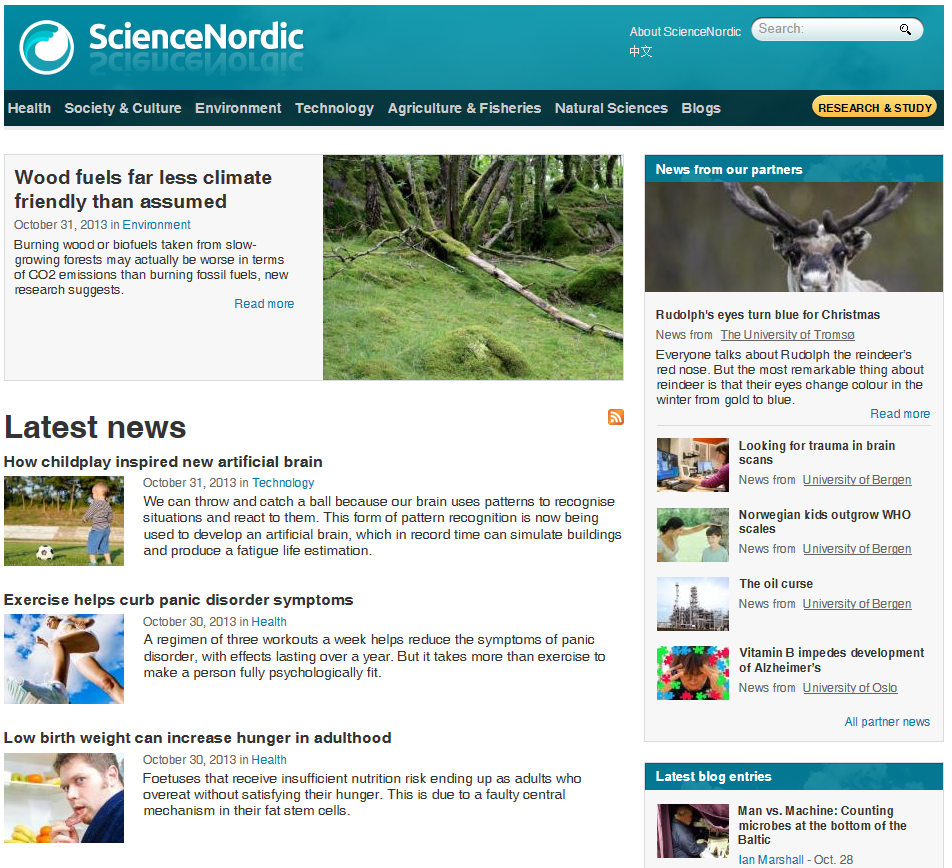 ScienceNordic
About ScienceNordic
中文
Search:
Health Society & Culture Environment Technology Agriculture & Fisheries Natural Sciences Blogs
RESEARCH & STUDY
Wood fuels far less climate
friendly than assumed
October 31, 2013 in Environment
Burning wood or biofuels taken from slow-
growing forests may actually be worse in terms
of CO2 emissions than burning fossil fuels, new
research suggests.
Read more
Latest news
How childplay inspired new artificial brain
October 31, 2013 in Technology
We can throw and catch a ball because our brain uses patterns to recognise
situations and react to them. This form of pattern recognition is now being
used to develop an artificial brain, which in record time can simulate buildings
and produce a fatigue life estimation.
Exercise helps curb panic disorder symptoms
October 30, 2013 in Health
A regimen of three workouts a week helps reduce the symptoms of panic
disorder, with effects lasting over a year. But it takes more than exercise to
make a person fully psychologically fit.
Low birth weight can increase hunger in adulthood
October 30, 2013 in Health
Foetuses that receive insufficient nutrition risk ending up as adults who
overeat without satisfying their hunger. This is due to a faulty central
mechanism in their fat stem cells.
News from our partners
Rudolph's eyes turn blue for Christmas
News from The University of Tromsø
Everyone talks about Rudolph the reindeer's
red nose. But the most remarkable thing about
reindeer is that their eyes change colour in the
winter from gold to blue.
Read more
Looking for trauma in brain
scans
News from University of Bergen
Norwegian kids outgrow WHO
scales
News from University of Bergen
The oil curse
News from University of Bergen
Vitamin B impedes development
of Alzheimer's
News from University of Oslo
All partner news
Latest blog entries
Man vs. Machine: Counting
microbes at the bottom of the
Baltic
Ian Marshall - Oct. 28